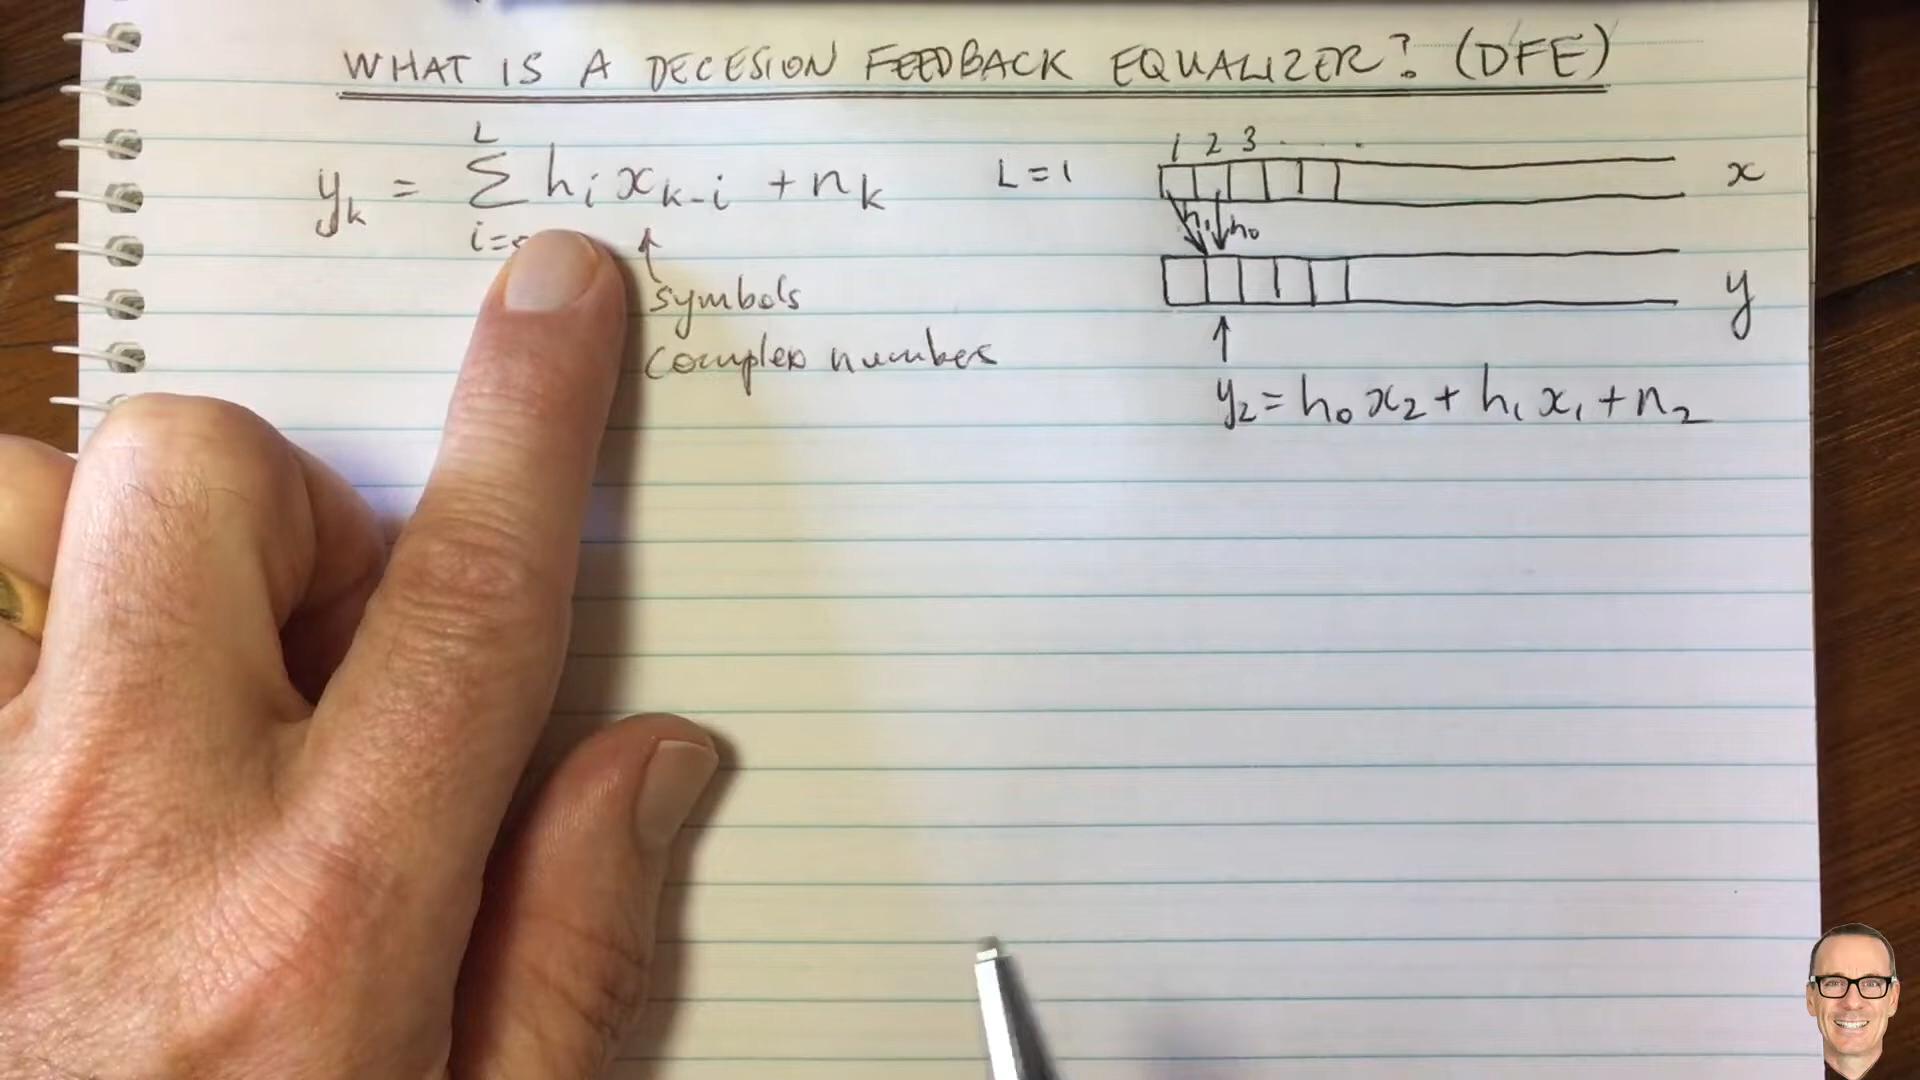 WHAT IS A DECESION FEEDBACK EQUALIZER? (DFE)
L
yₖ = Σ hᵢ xₖ₋ᵢ + nₖ
i=
symbols
complex numbers
L = 1
1 2 3 . . . .
x
h₁ h₀
y
y₂ = h₀ x₂ + h₁ x₁ + n₂